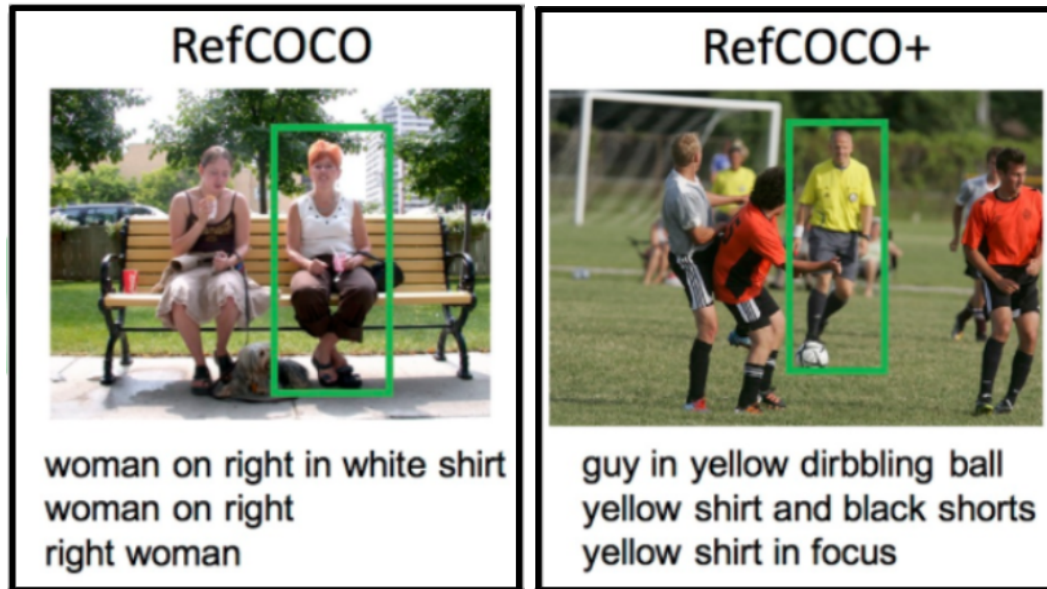 RefCOCO
woman on right in white shirt
woman on right
right woman
RefCOCO+
guy in yellow dirbbling ball
yellow shirt and black shorts
yellow shirt in focus